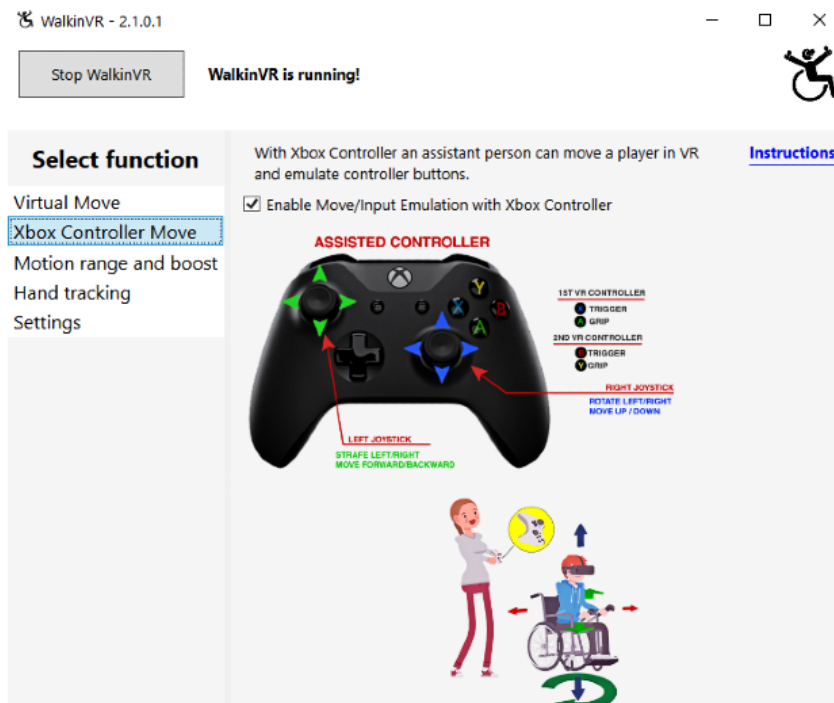 WalkinVR - 2.1.0.1
Stop WalkinVR
WalkinVR is running!
Select function
Virtual Move
Xbox Controller Move
Motion range and boost
Hand tracking
Settings
With Xbox Controller an assistant person can move a player in VR
and emulate controller buttons.
Instructions
Enable Move/Input Emulation with Xbox Controller
ASSISTED CONTROLLER
Y
X
B
A
1ST VR CONTROLLER
X TRIGGER
A GRIP
2ND VR CONTROLLER
B TRIGGER
Y GRIP
RIGHT JOYSTICK
ROTATE LEFT/RIGHT
MOVE UP / DOWN
LEFT JOYSTICK
STRAFE LEFT/RIGHT
MOVE FORWARD/BACKWARD